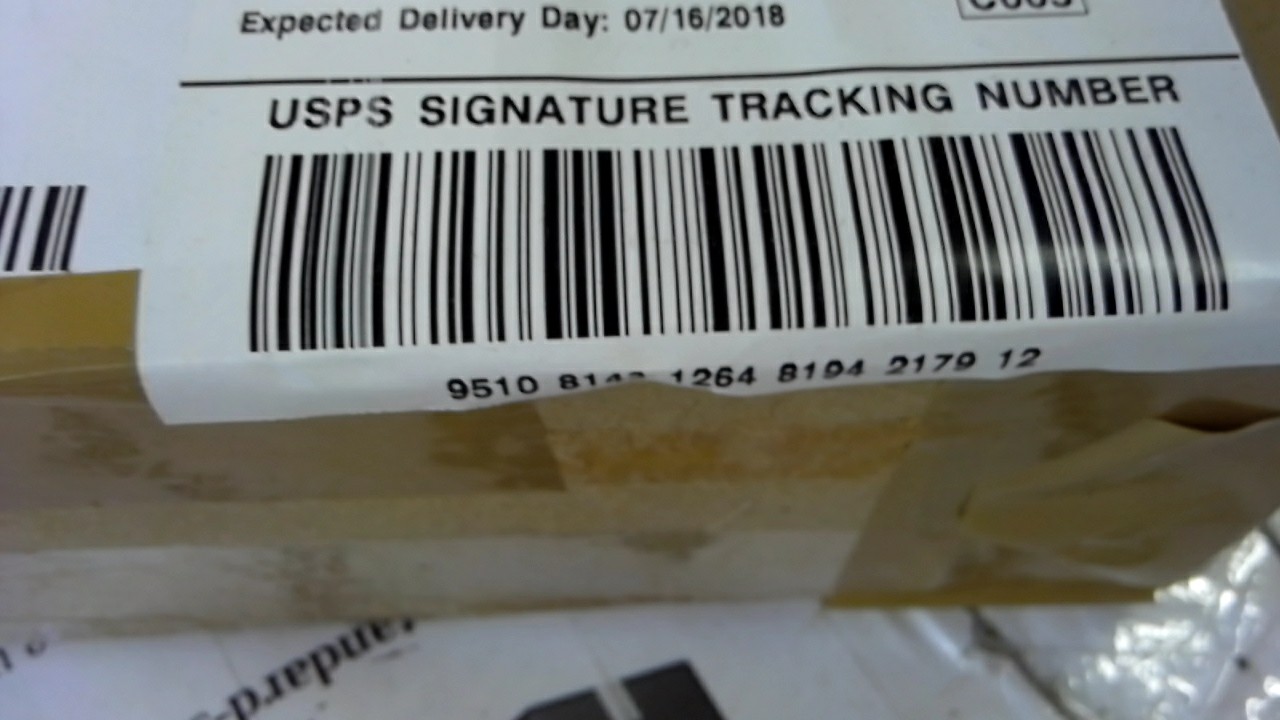 Expected Delivery Day: 07/16/2018
USPS SIGNATURE TRACKING NUMBER
9510 1264 8194 2179 12